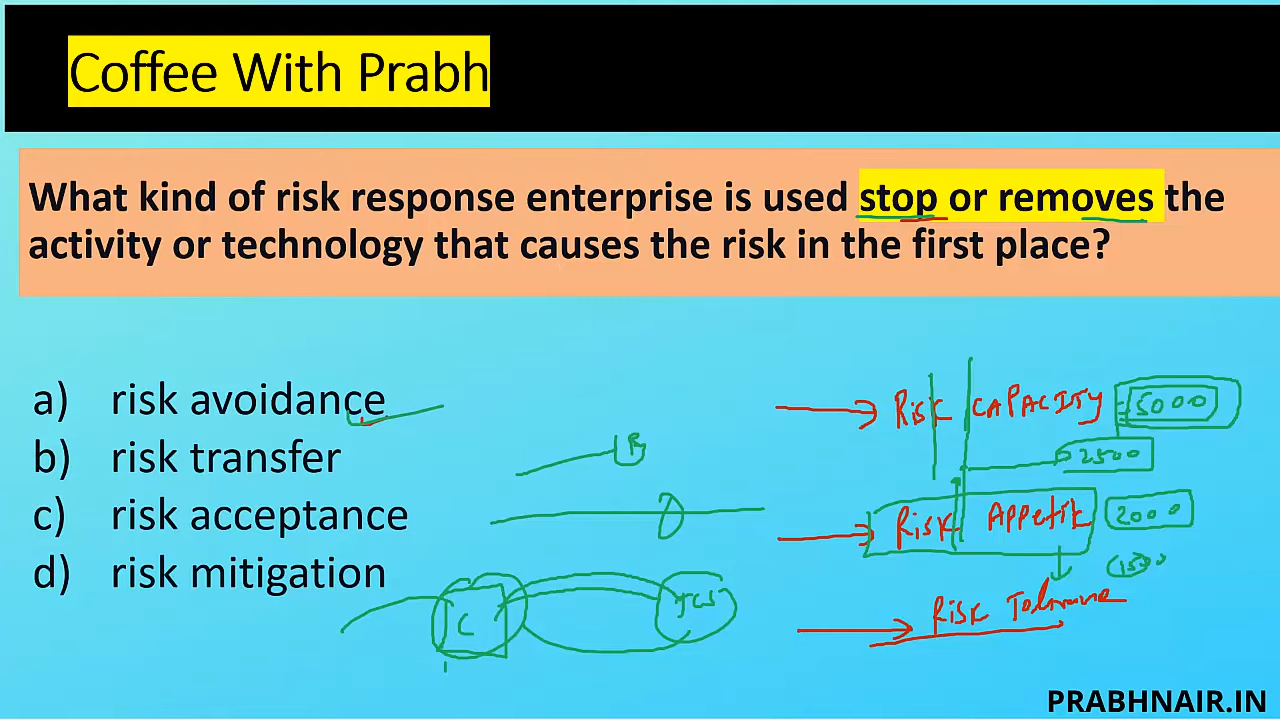 Coffee With Prabh
What kind of risk response enterprise is used stop or removes the
activity or technology that causes the risk in the first place?
a) risk avoidance
b) risk transfer
c) risk acceptance
d) risk mitigation
RisK CAPACITY 5000
2500
RisK Appetit 2000
RisK
C
TCS
PRABHNAIR.IN